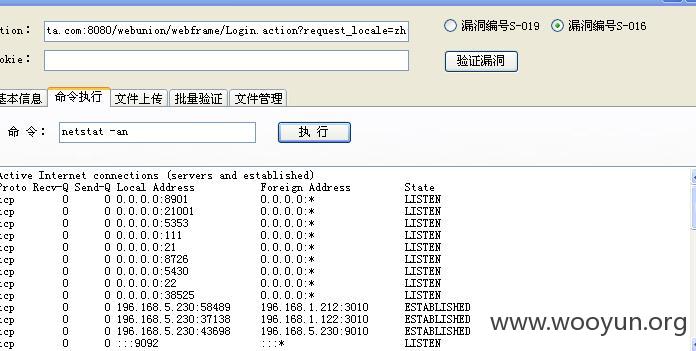 tion: ta.com:8080/webunion/webframe/Login.action?request_locale=zh 漏洞编号S-019 漏洞编号S-016
ookie: 验证漏洞
基本信息 命令执行 文件上传 批量验证 文件管理
命令: netstat -an 执行
Active Internet connections (servers and established)
Proto Recv-Q Send-Q Local Address Foreign Address State
tcp 0 0 0.0.0.0:8901 0.0.0.0:* LISTEN
tcp 0 0 0.0.0.0:21001 0.0.0.0:* LISTEN
tcp 0 0 0.0.0.0:5353 0.0.0.0:* LISTEN
tcp 0 0 0.0.0.0:111 0.0.0.0:* LISTEN
tcp 0 0 0.0.0.0:21 0.0.0.0:* LISTEN
tcp 0 0 0.0.0.0:8726 0.0.0.0:* LISTEN
tcp 0 0 0.0.0.0:5430 0.0.0.0:* LISTEN
tcp 0 0 0.0.0.0:22 0.0.0.0:* LISTEN
tcp 0 0 0.0.0.0:38525 0.0.0.0:* LISTEN
tcp 0 0 196.168.5.230:58489 196.168.1.212:3010 ESTABLISHED
tcp 0 0 196.168.5.230:37138 196.168.1.122:3010 ESTABLISHED
tcp 0 0 196.168.5.230:43698 196.168.5.230:9010 ESTABLISHED
tcp 0 0 :::9092 :::* LISTEN
www.wooyun.org